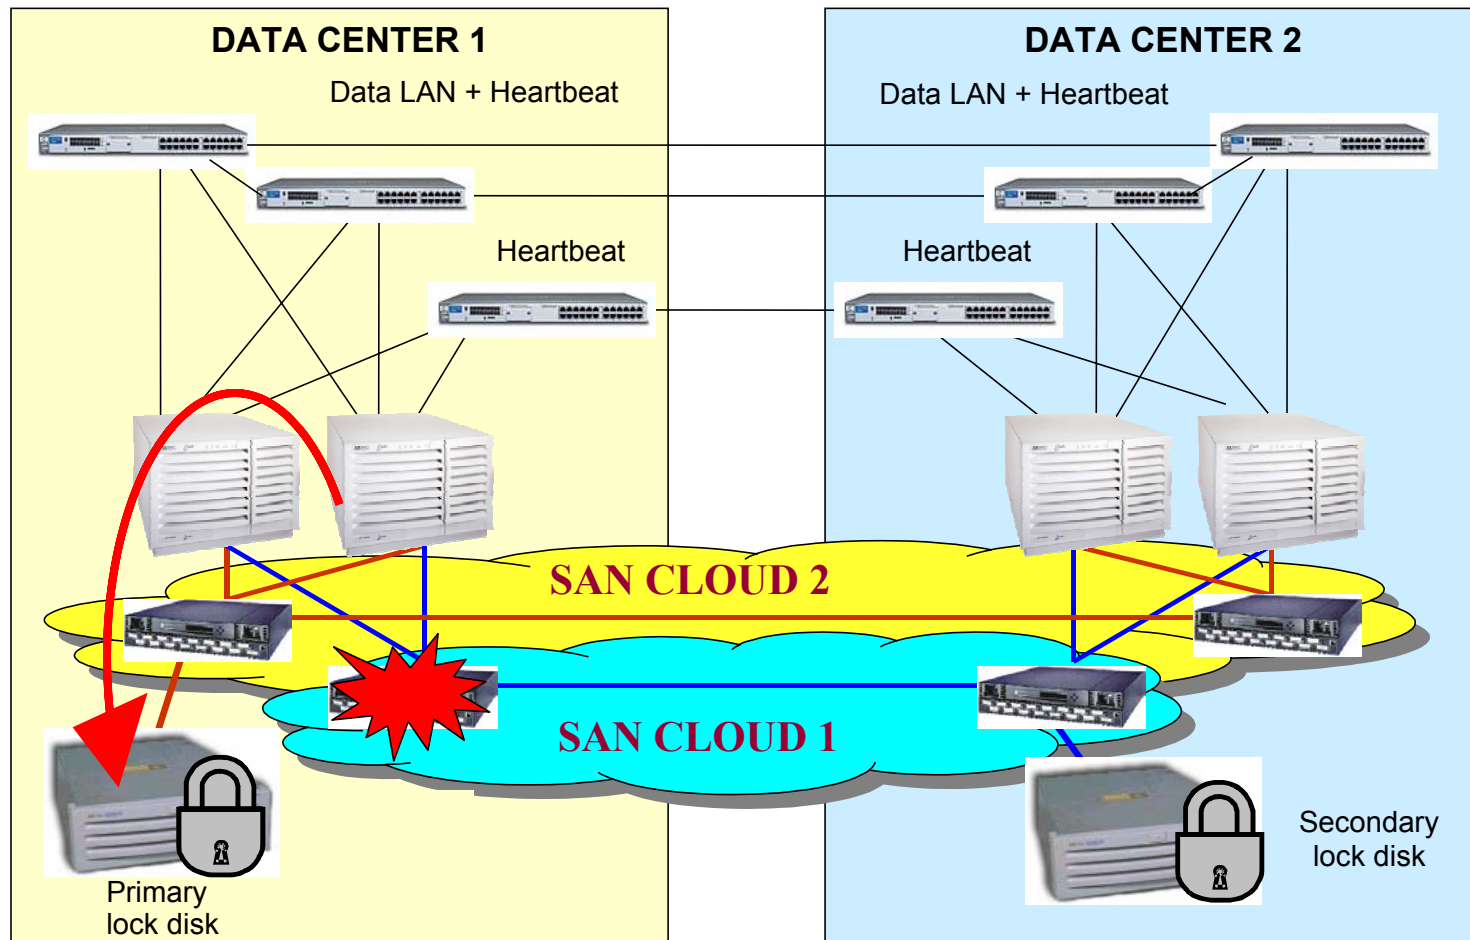 DATA CENTER 1
DATA CENTER 2
Data LAN + Heartbeat
Data LAN + Heartbeat
Heartbeat
Heartbeat
SAN CLOUD 2
SAN CLOUD 1
Primary
lock disk
Secondary
lock disk